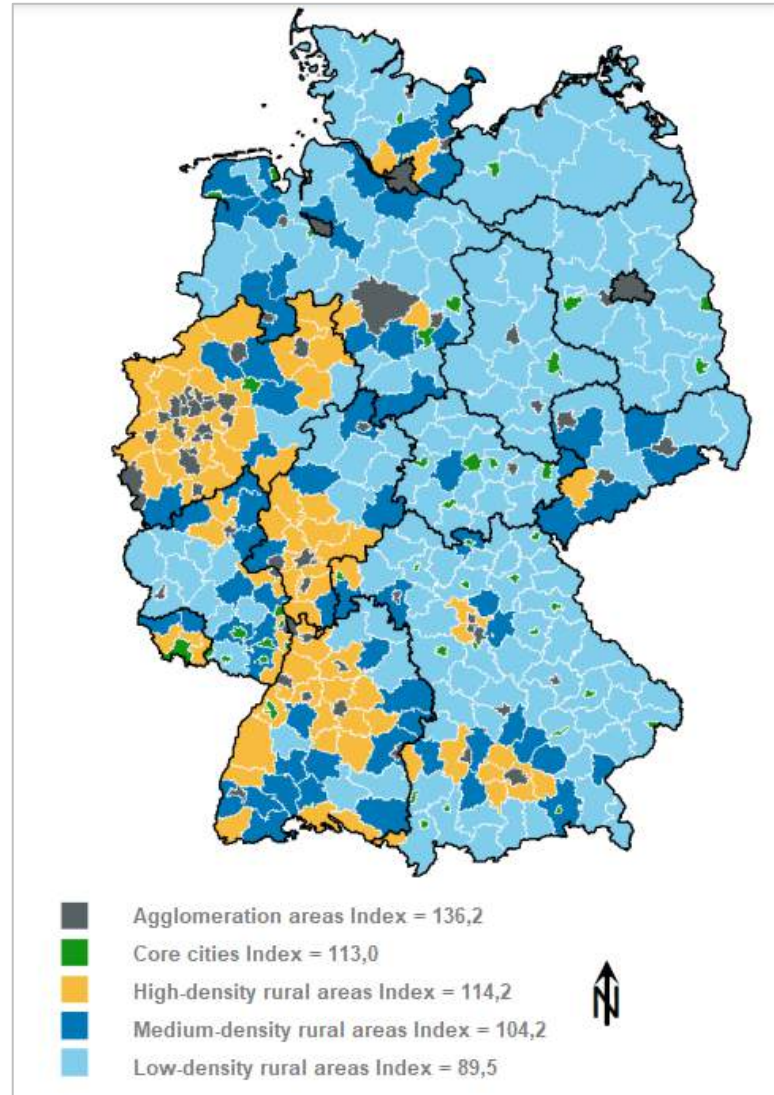 Agglomeration areas Index = 136,2
Core cities Index = 113,0
High-density rural areas Index = 114,2
Medium-density rural areas Index = 104,2
Low-density rural areas Index = 89,5
N